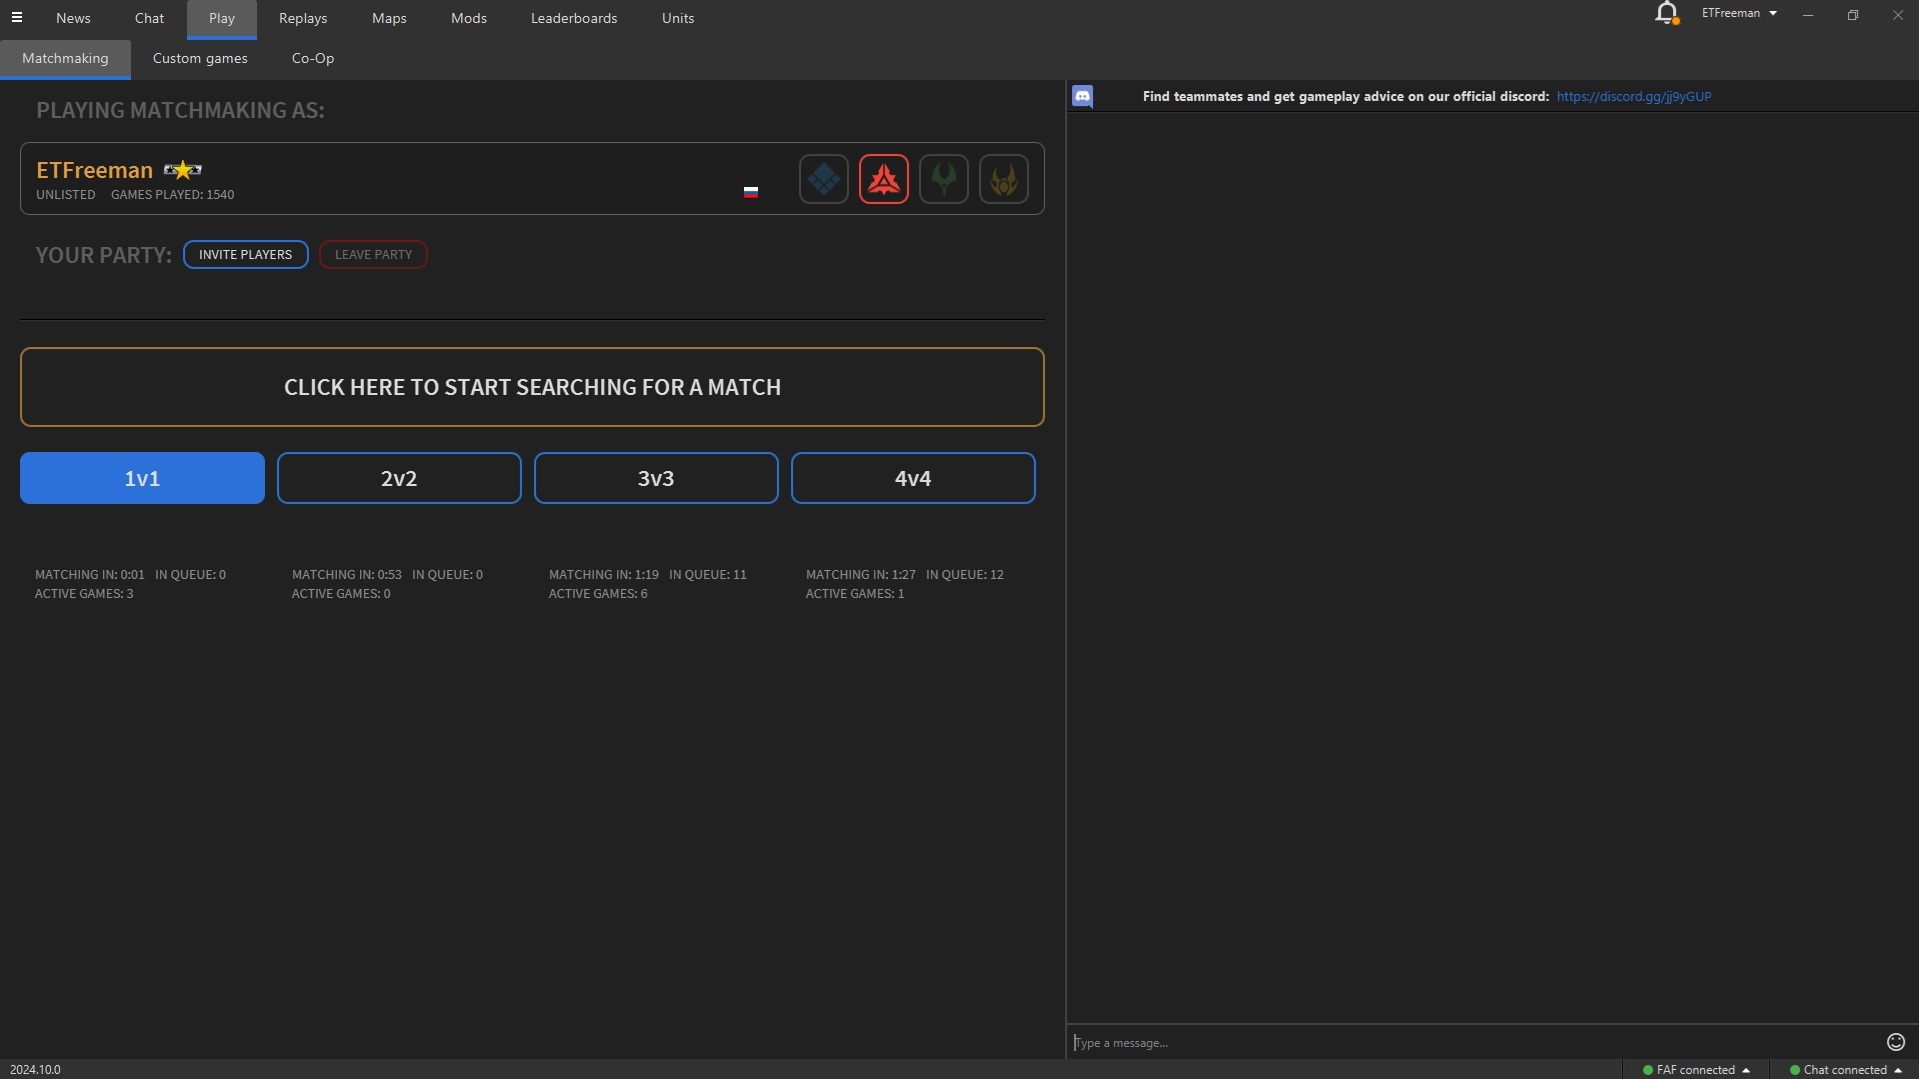 News Chat Play Replays Maps Mods Leaderboards Units ETFreeman
Matchmaking Custom games Co-Op
PLAYING MATCHMAKING AS:
ETFreeman
UNLISTED GAMES PLAYED: 1540
YOUR PARTY: INVITE PLAYERS LEAVE PARTY
CLICK HERE TO START SEARCHING FOR A MATCH
1v1 2v2 3v3 4v4
MATCHING IN: 0:01 IN QUEUE: 0
ACTIVE GAMES: 3
MATCHING IN: 0:53 IN QUEUE: 0
ACTIVE GAMES: 0
MATCHING IN: 1:19 IN QUEUE: 11
ACTIVE GAMES: 6
MATCHING IN: 1:27 IN QUEUE: 12
ACTIVE GAMES: 1
Find teammates and get gameplay advice on our official discord: https://discord.gg/jj9yGUP
Type a message...
2024.10.0 FAF connected Chat connected